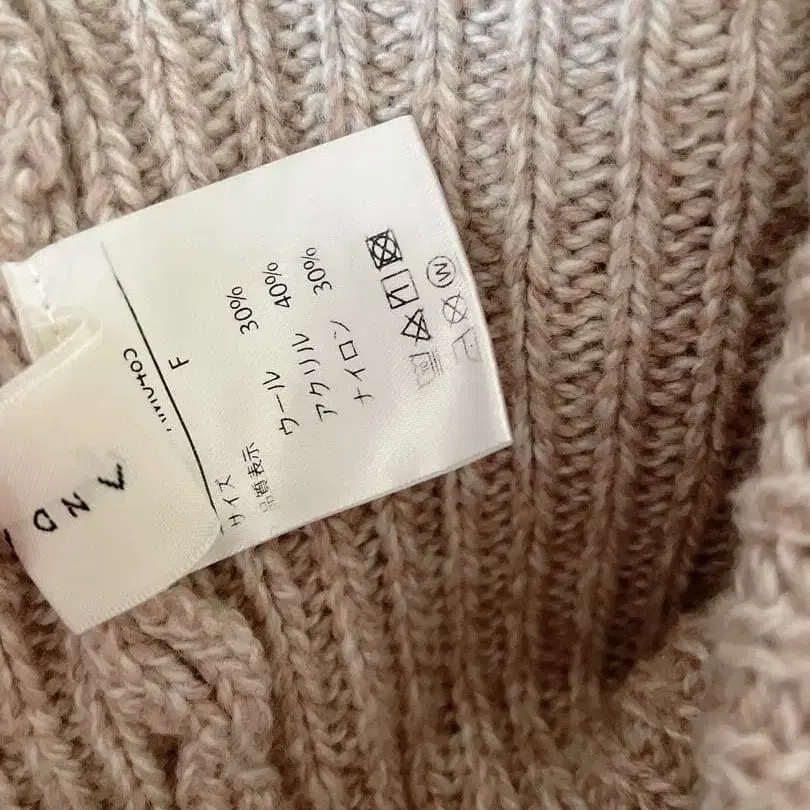 AND
F
サイズ
品質表示
ウール 30%
アクリル 40%
ナイロン 30%
W